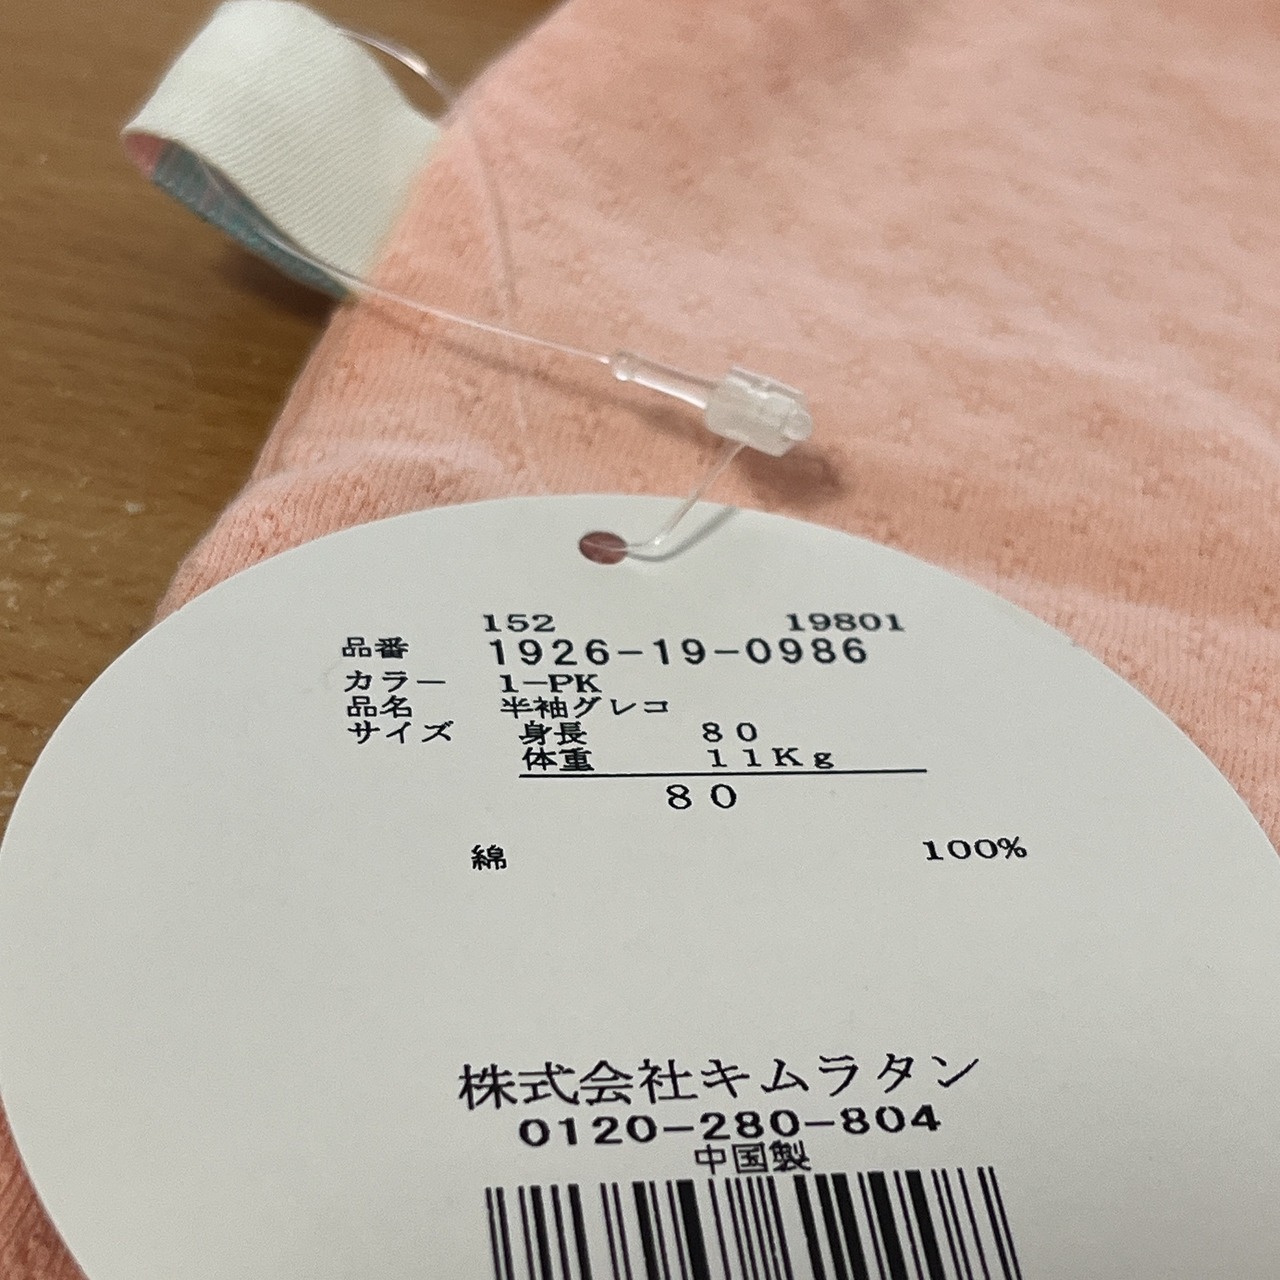 152 19801
品番 1926-19-0986
カラー 1-PK
品名 半袖グレコ
サイズ 身長 80
体重 11Kg
80
綿 100%
株式会社キムラタン
0120-280-804
中国製